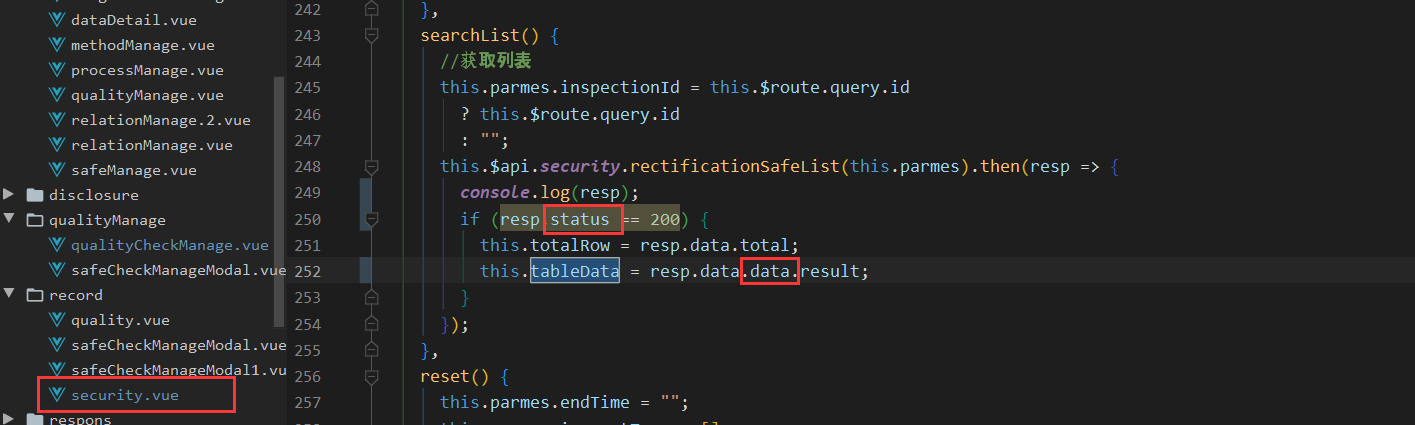 dataDetail.vue
methodManage.vue
processManage.vue
qualityManage.vue
relationManage.2.vue
relationManage.vue
safeManage.vue
disclosure
qualityManage
qualityCheckManage.vue
safeCheckManageModal.vue
record
quality.vue
safeCheckManageModal.vue
safeCheckManageModal1.vu
security.vue
respons
242 },
243 searchList() {
244 //获取列表
245 this.parmes.inspectionId = this.$route.query.id
246 ? this.$route.query.id
247 : "";
248 this.$api.security.rectificationSafeList(this.parmes).then(resp => {
249 console.log(resp);
250 if (resp.status == 200) {
251 this.totalRow = resp.data.total;
252 this.tableData = resp.data.data.result;
253 }
254 });
255 },
256 reset() {
257 this.parmes.endTime = "";